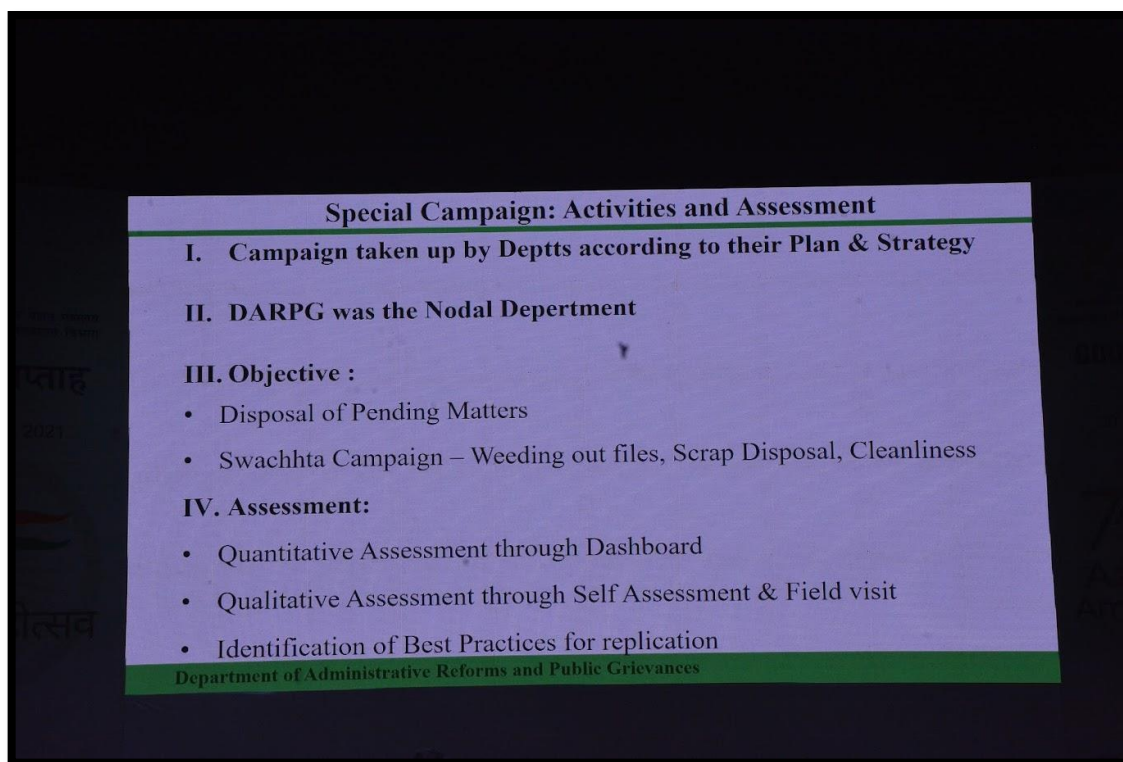 Special Campaign: Activities and Assessment
I. Campaign taken up by Deptts according to their Plan & Strategy
II. DARPG was the Nodal Depertment
III. Objective :
• Disposal of Pending Matters
• Swachhta Campaign – Weeding out files, Scrap Disposal, Cleanliness
IV. Assessment:
• Quantitative Assessment through Dashboard
• Qualitative Assessment through Self Assessment & Field visit
• Identification of Best Practices for replication
Department of Administrative Reforms and Public Grievances
2021